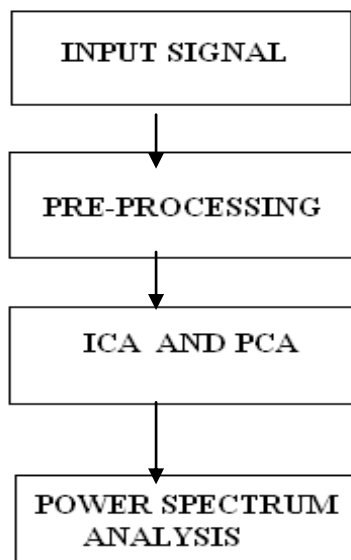 INPUT SIGNAL
PRE-PROCESSING
ICA AND PCA
POWER SPECTRUM
ANALYSIS